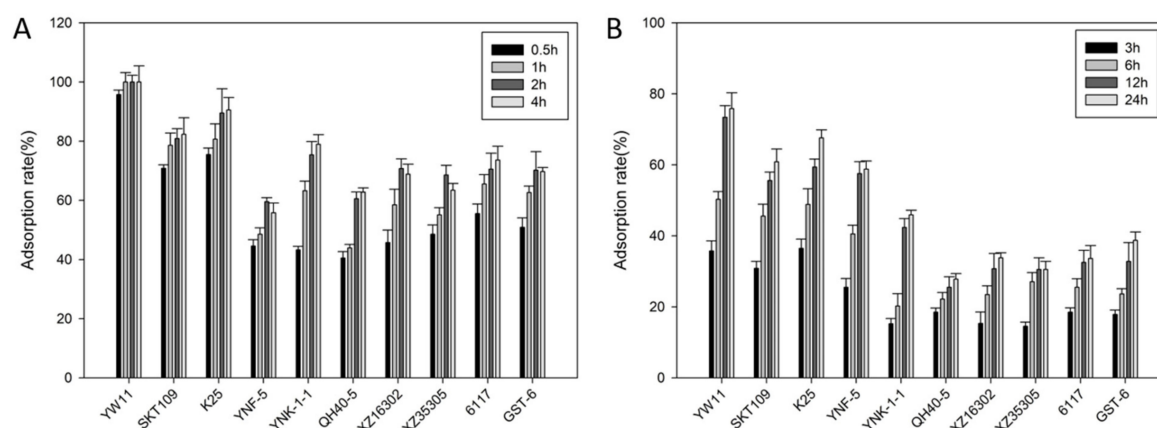 A
Adsorption rate(%)
120
100
80
60
40
20
0
0.5h
1h
2h
4h
YW11
SKT109
K25
YNF-5
YNK-1-1
QH40-5
XZ16302
XZ35305
6117
GST-6
B
Adsorption rate(%)
100
80
60
40
20
0
3h
6h
12h
24h
YW11
SKT109
K25
YNF-5
YNK-1-1
QH40-5
XZ16302
XZ35305
6117
GST-6